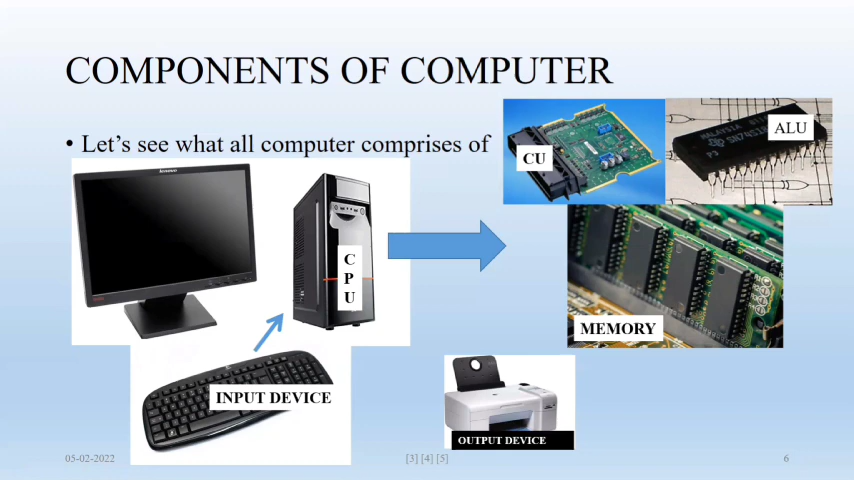 COMPONENTS OF COMPUTER
• Let's see what all computer comprises of
lenovo
C
P
U
CU
ALU
MEMORY
INPUT DEVICE
OUTPUT DEVICE
05-02-2022
[3] [4] [5]
6